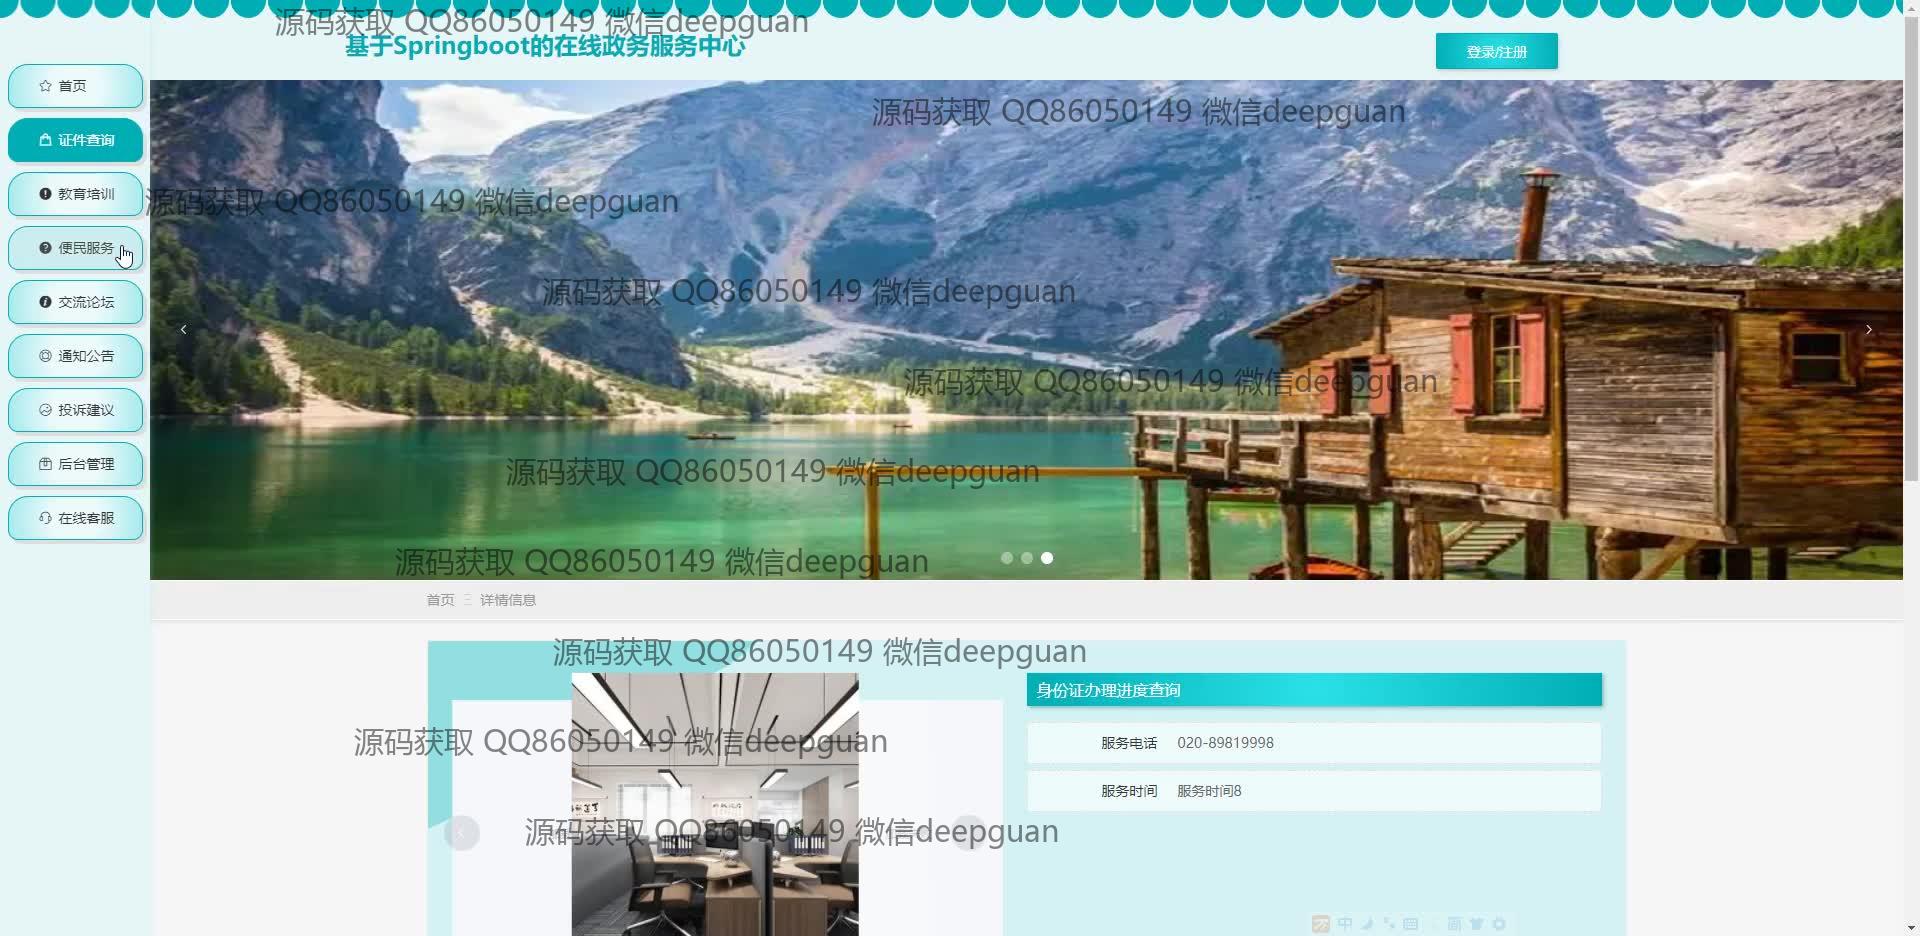 源码获取 QQ86050149 微信deepguan
基于Springboot的在线政务服务中心
登录/注册
首页
源码获取 QQ86050149 微信deepguan
证件查询
教育培训
源码获取 QQ86050149 微信deepguan
便民服务
源码获取 QQ86050149 微信deepguan
交流论坛
通知公告
源码获取 QQ86050149 微信deepguan
投诉建议
后台管理
源码获取 QQ86050149 微信deepguan
在线客服
源码获取 QQ86050149 微信deepguan
首页 详情信息
源码获取 QQ86050149 微信deepguan
身份证办理进度查询
源码获取 QQ86050149 微信deepguan
服务电话 020-89819998
服务时间 服务时间8
源码获取 QQ86050149 微信deepguan
中 简